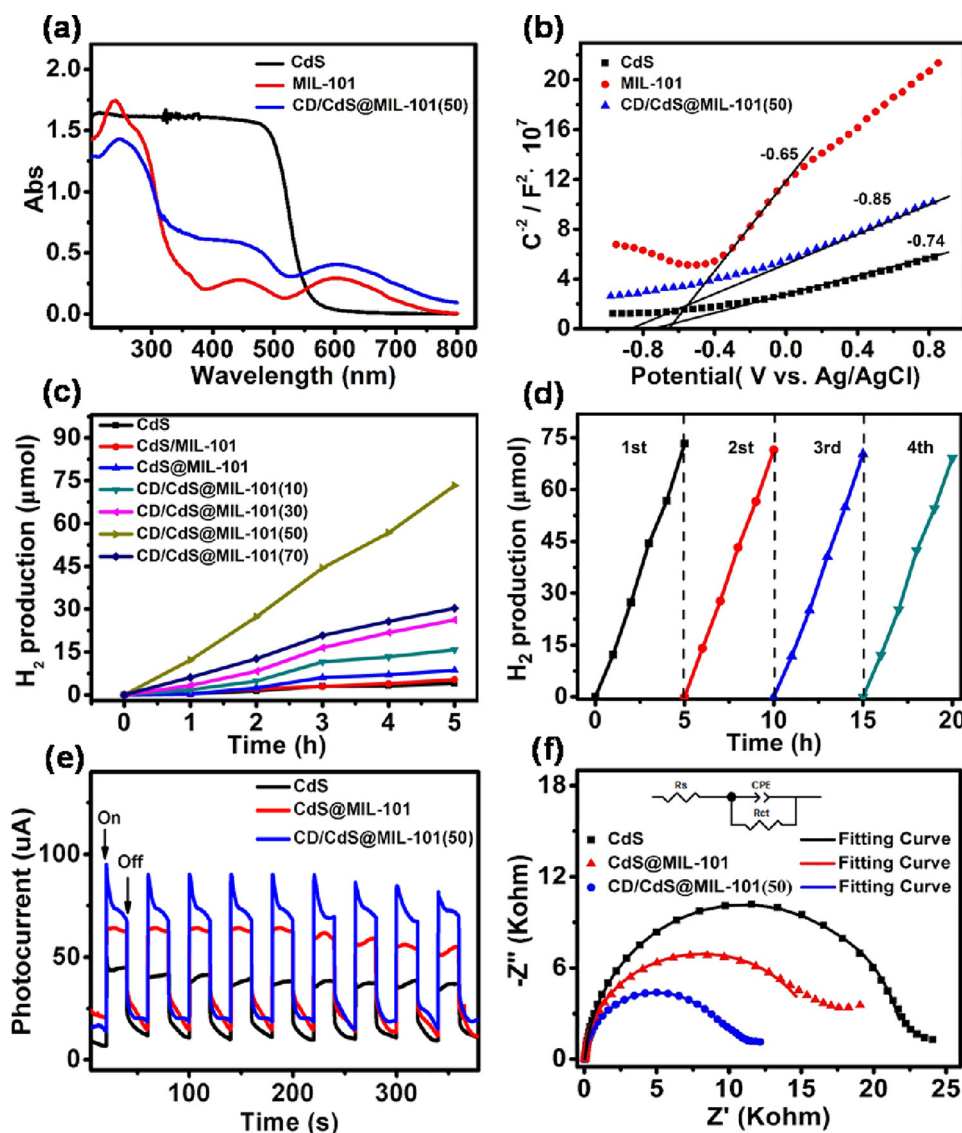 (a)
CdS
MIL-101
CD/CdS@MIL-101(50)
2.0
1.5
1.0
0.5
0.0
Abs
300 400 500 600 700 800
Wavelength (nm)
(b)
CdS
MIL-101
CD/CdS@MIL-101(50)
-0.65
-0.85
-0.74
20
16
12
8
4
0
C⁻² / F²· 10⁷
-0.8 -0.4 0.0 0.4 0.8
Potential( V vs. Ag/AgCl)
(c)
CdS
CdS/MIL-101
CdS@MIL-101
CD/CdS@MIL-101(10)
CD/CdS@MIL-101(30)
CD/CdS@MIL-101(50)
CD/CdS@MIL-101(70)
90
75
60
45
30
15
0
H₂ production (μmol)
0 1 2 3 4 5
Time (h)
(d)
1st 2st 3rd 4th
75
60
45
30
15
0
H₂ production (μmol)
0 5 10 15 20
Time (h)
(e)
CdS
CdS@MIL-101
CD/CdS@MIL-101(50)
On
Off
100
50
0
Photocurrent (uA)
100 200 300
Time (s)
(f)
Rs CPE
Rct
CdS Fitting Curve
CdS@MIL-101 Fitting Curve
CD/CdS@MIL-101(50) Fitting Curve
18
12
6
0
-Z'' (Kohm)
0 5 10 15 20 25
Z' (Kohm)